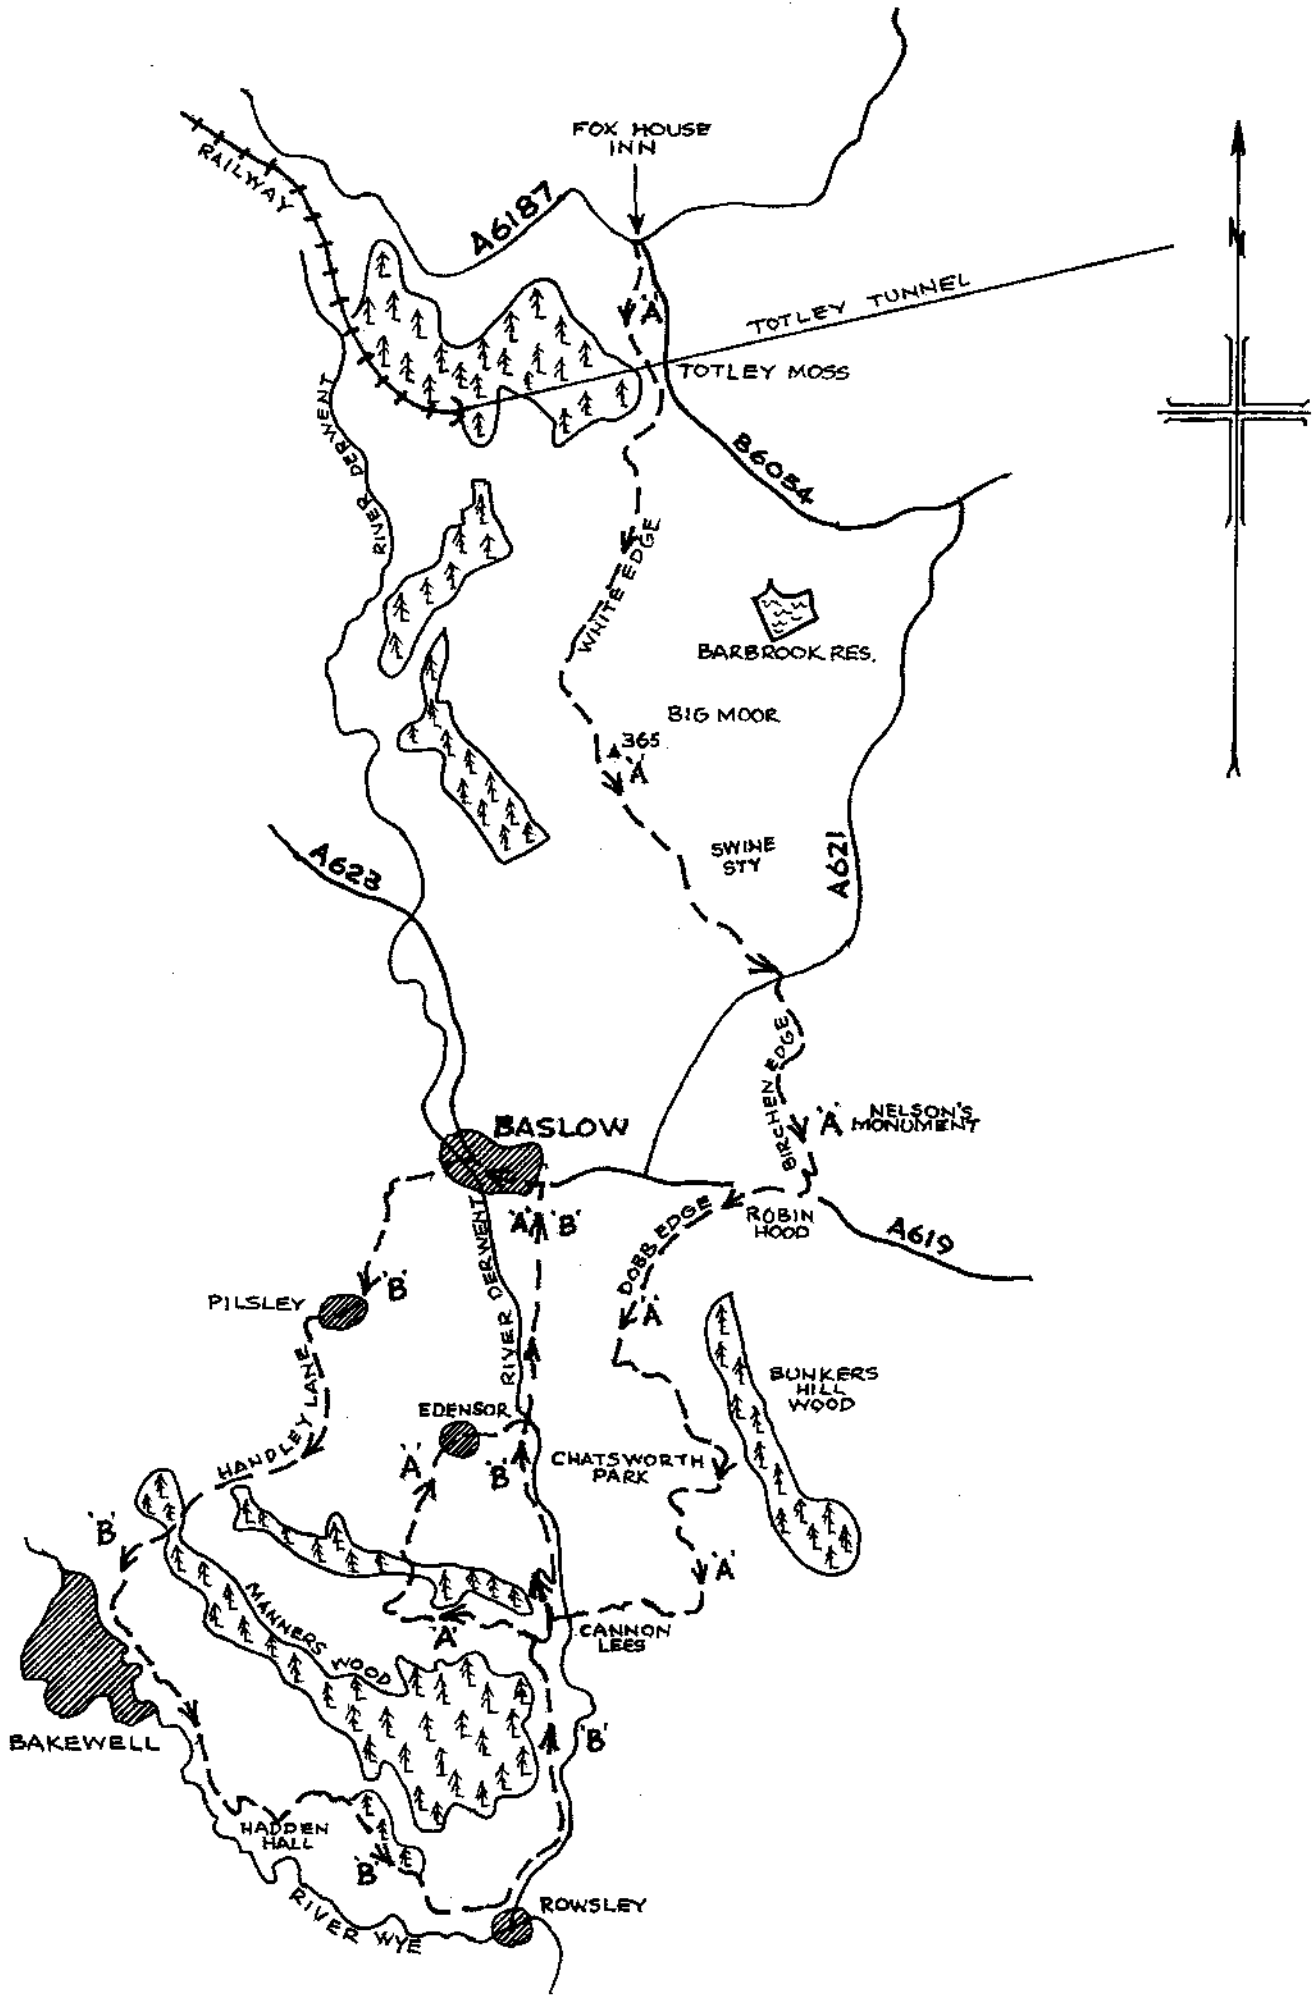 FOX HOUSE
INN
RAILWAY
A6187
N
'A'
TOTLEY TUNNEL
TOTLEY MOSS
RIVER DERWENT
B6054
WHITE EDGE
BARBROOK RES.
BIG MOOR
365
'A'
SWINE
STY
A621
A623
BIRCHEN EDGE
'A'
NELSON'S
MONUMENT
BASLOW
'A' 'B'
ROBIN
HOOD
A619
DOBB EDGE
'A'
RIVER DERWENT
'B'
PILSLEY
HANDLEY LANE
BUNKERS
HILL
WOOD
EDENSOR
'A'
'B'
CHATSWORTH
PARK
'B'
'A'
MANNERS WOOD
'A'
CANNON
LEES
'B'
BAKEWELL
HADDEN
HALL
'B'
RIVER WYE
ROWSLEY